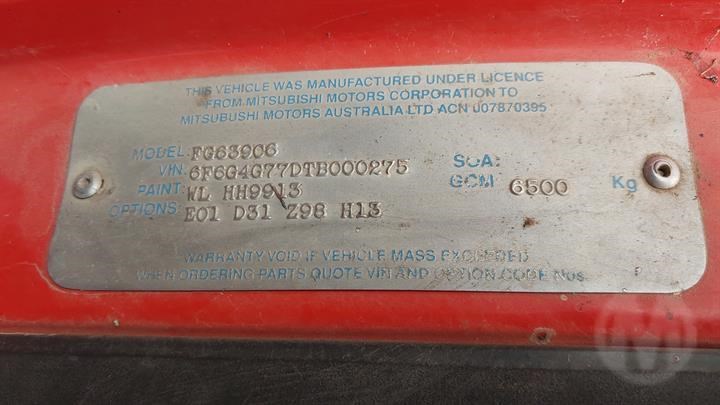 THIS VEHICLE WAS MANUFACTURED UNDER LICENCE
FROM MITSUBISHI MOTORS CORPORATION TO
MITSUBUSHI MOTORS AUSTRALIA LTD ACN 007870395
MODEL: FG63906
VIN: 6F6G4G77DTB000275 SOA:
PAINT: WL HH9913 GCM 6500 Kg
OPTIONS: E01 D31 Z98 H13
WARRANTY VOID IF VEHICLE MASS EXCEEDED
WHEN ORDERING PARTS QUOTE VIN AND OPTION CODE Nos.
M